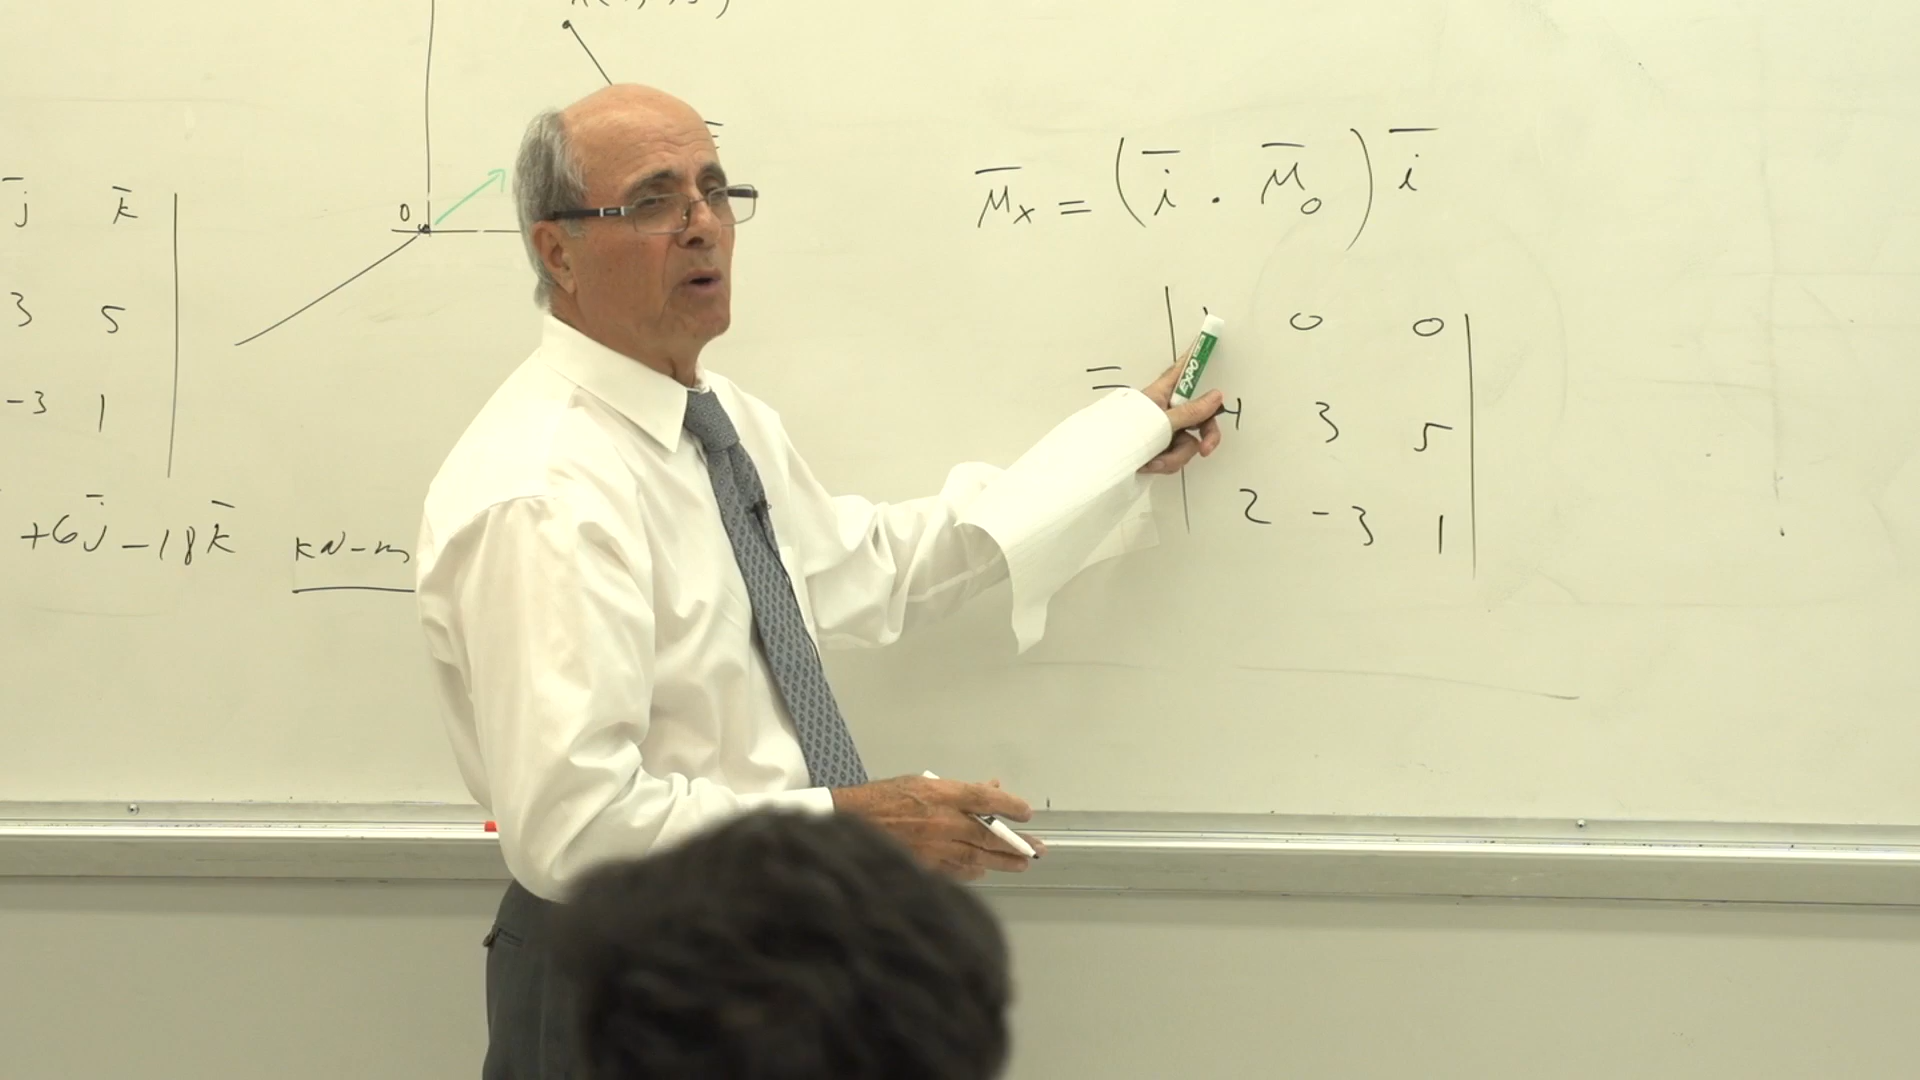 j̄ k̄
3 5
-3 1
+6j̄ -18k̄ kN-m
0
M̄x = (ī · M̄o) ī
= | 0 0 |
4 3 5
2 -3 1
EXPO